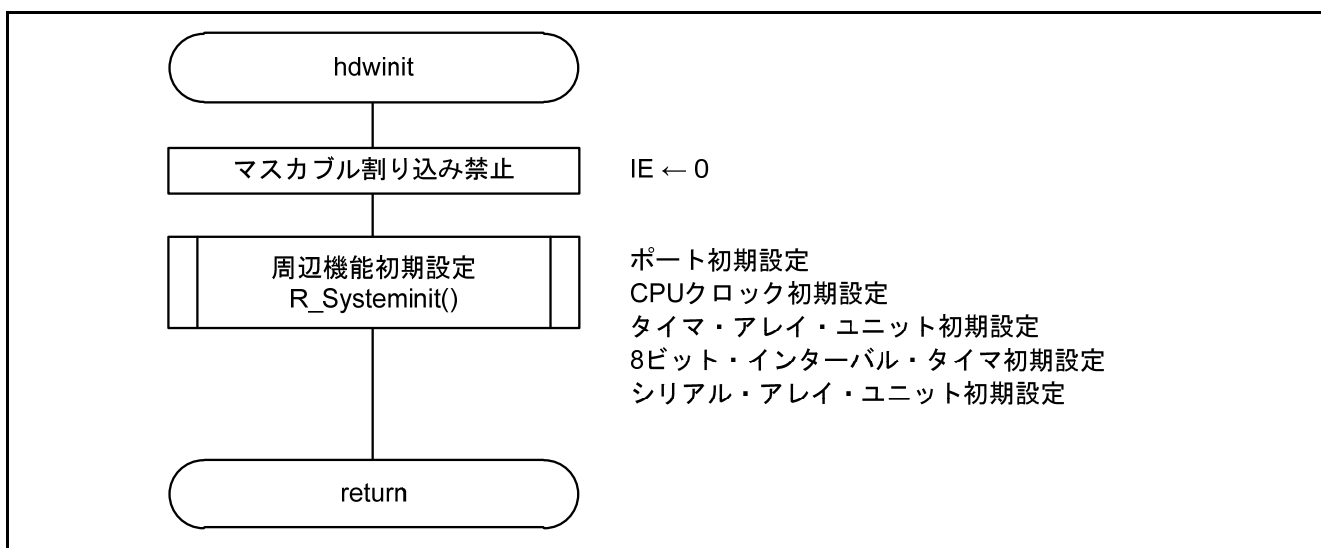 hdwinit
マスカブル割り込み禁止
IE ← 0
周辺機能初期設定
R_Systeminit()
ポート初期設定
CPUクロック初期設定
タイマ・アレイ・ユニット初期設定
8ビット・インターバル・タイマ初期設定
シリアル・アレイ・ユニット初期設定
return